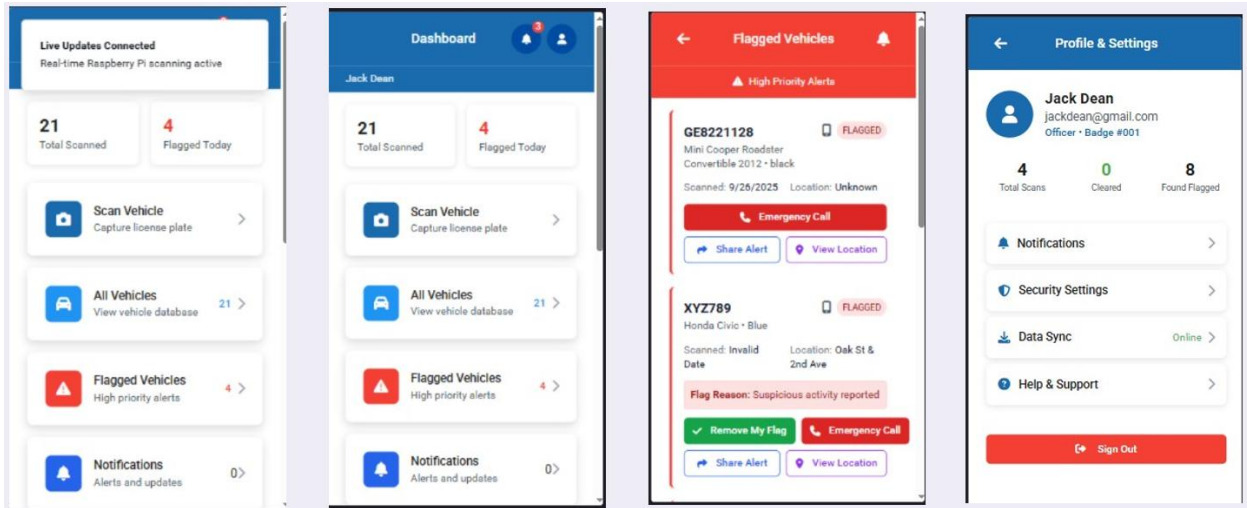 Live Updates Connected
Real-time Raspberry Pi scanning active
21
Total Scanned
4
Flagged Today
Scan Vehicle
Capture license plate
All Vehicles
View vehicle database
21
Flagged Vehicles
High priority alerts
4
Notifications
Alerts and updates
0
Dashboard
3
Jack Dean
21
Total Scanned
4
Flagged Today
Scan Vehicle
Capture license plate
All Vehicles
View vehicle database
21
Flagged Vehicles
High priority alerts
4
Notifications
Alerts and updates
0
Flagged Vehicles
High Priority Alerts
GE8221128
FLAGGED
Mini Cooper Roadster
Convertible 2012 • black
Scanned: 9/26/2025 Location: Unknown
Emergency Call
Share Alert
View Location
XYZ789
FLAGGED
Honda Civic • Blue
Scanned: Invalid
Date
Location: Oak St &
2nd Ave
Flag Reason: Suspicious activity reported
Remove My Flag
Emergency Call
Share Alert
View Location
Profile & Settings
Jack Dean
jackdean@gmail.com
Officer • Badge #001
4
Total Scans
0
Cleared
8
Found Flagged
Notifications
Security Settings
Data Sync
Online
Help & Support
Sign Out